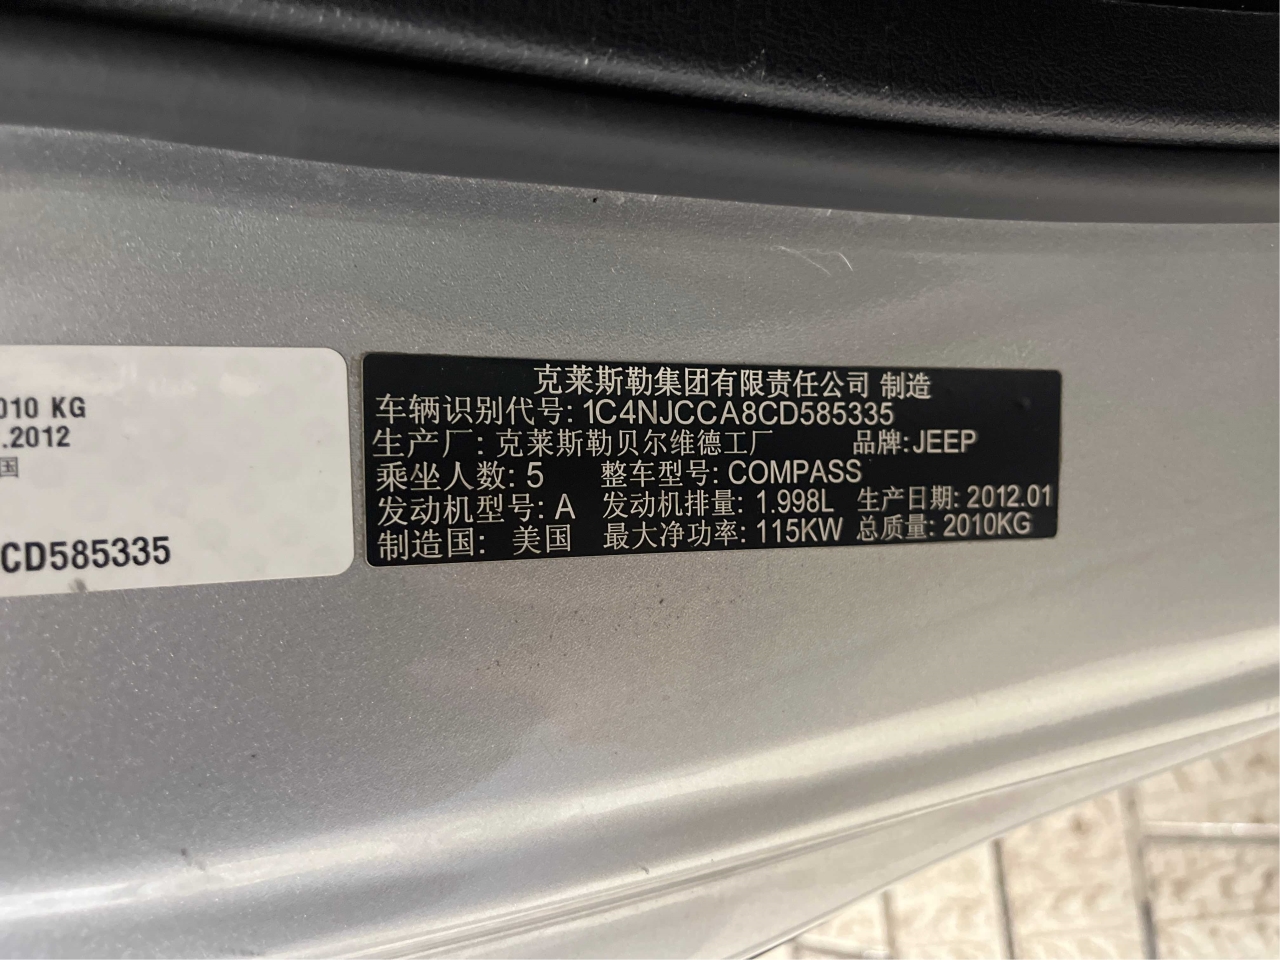 010 KG
.2012
国
CD585335
克莱斯勒集团有限责任公司 制造
车辆识别代号: 1C4NJCCA8CD585335
生产厂: 克莱斯勒贝尔维德工厂 品牌: JEEP
乘坐人数: 5 整车型号: COMPASS
发动机型号: A 发动机排量: 1.998L 生产日期: 2012.01
制造国: 美国 最大净功率: 115KW 总质量: 2010KG